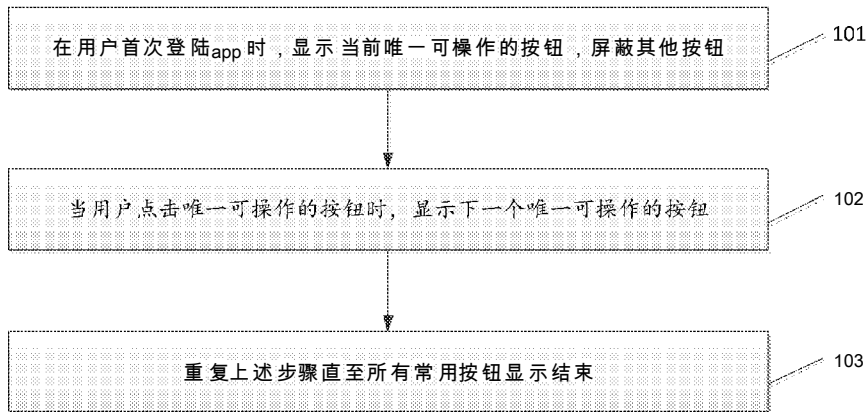 在用户首次登陆app时，显示当前唯一可操作的按钮，屏蔽其他按钮
101
当用户点击唯一可操作的按钮时，显示下一个唯一可操作的按钮
102
重复上述步骤直至所有常用按钮显示结束
103